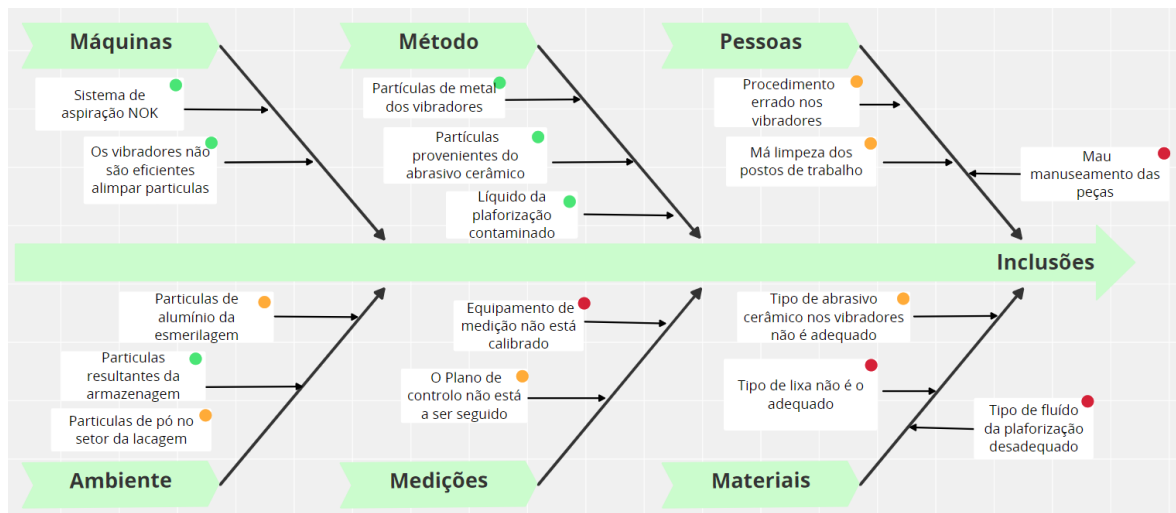 Máquinas
Sistema de
aspiração NOK
Os vibradores não
são eficientes
alimpar particulas
Método
Partículas de metal
dos vibradores
Partículas
provenientes do
abrasivo cerâmico
Líquido da
plaforização
contaminado
Pessoas
Procedimento
errado nos
vibradores
Má limpeza dos
postos de trabalho
Mau
manuseamento das
peças
Inclusões
Particulas de
alumínio da
esmerilagem
Particulas
resultantes da
armazenagem
Particulas de pó no
setor da lacagem
Ambiente
Equipamento de
medição não está
calibrado
O Plano de
controlo não está
a ser seguido
Medições
Tipo de abrasivo
cerâmico nos vibradores
não é adequado
Tipo de lixa não é o
adequado
Tipo de fluído
da plaforização
desadequado
Materiais